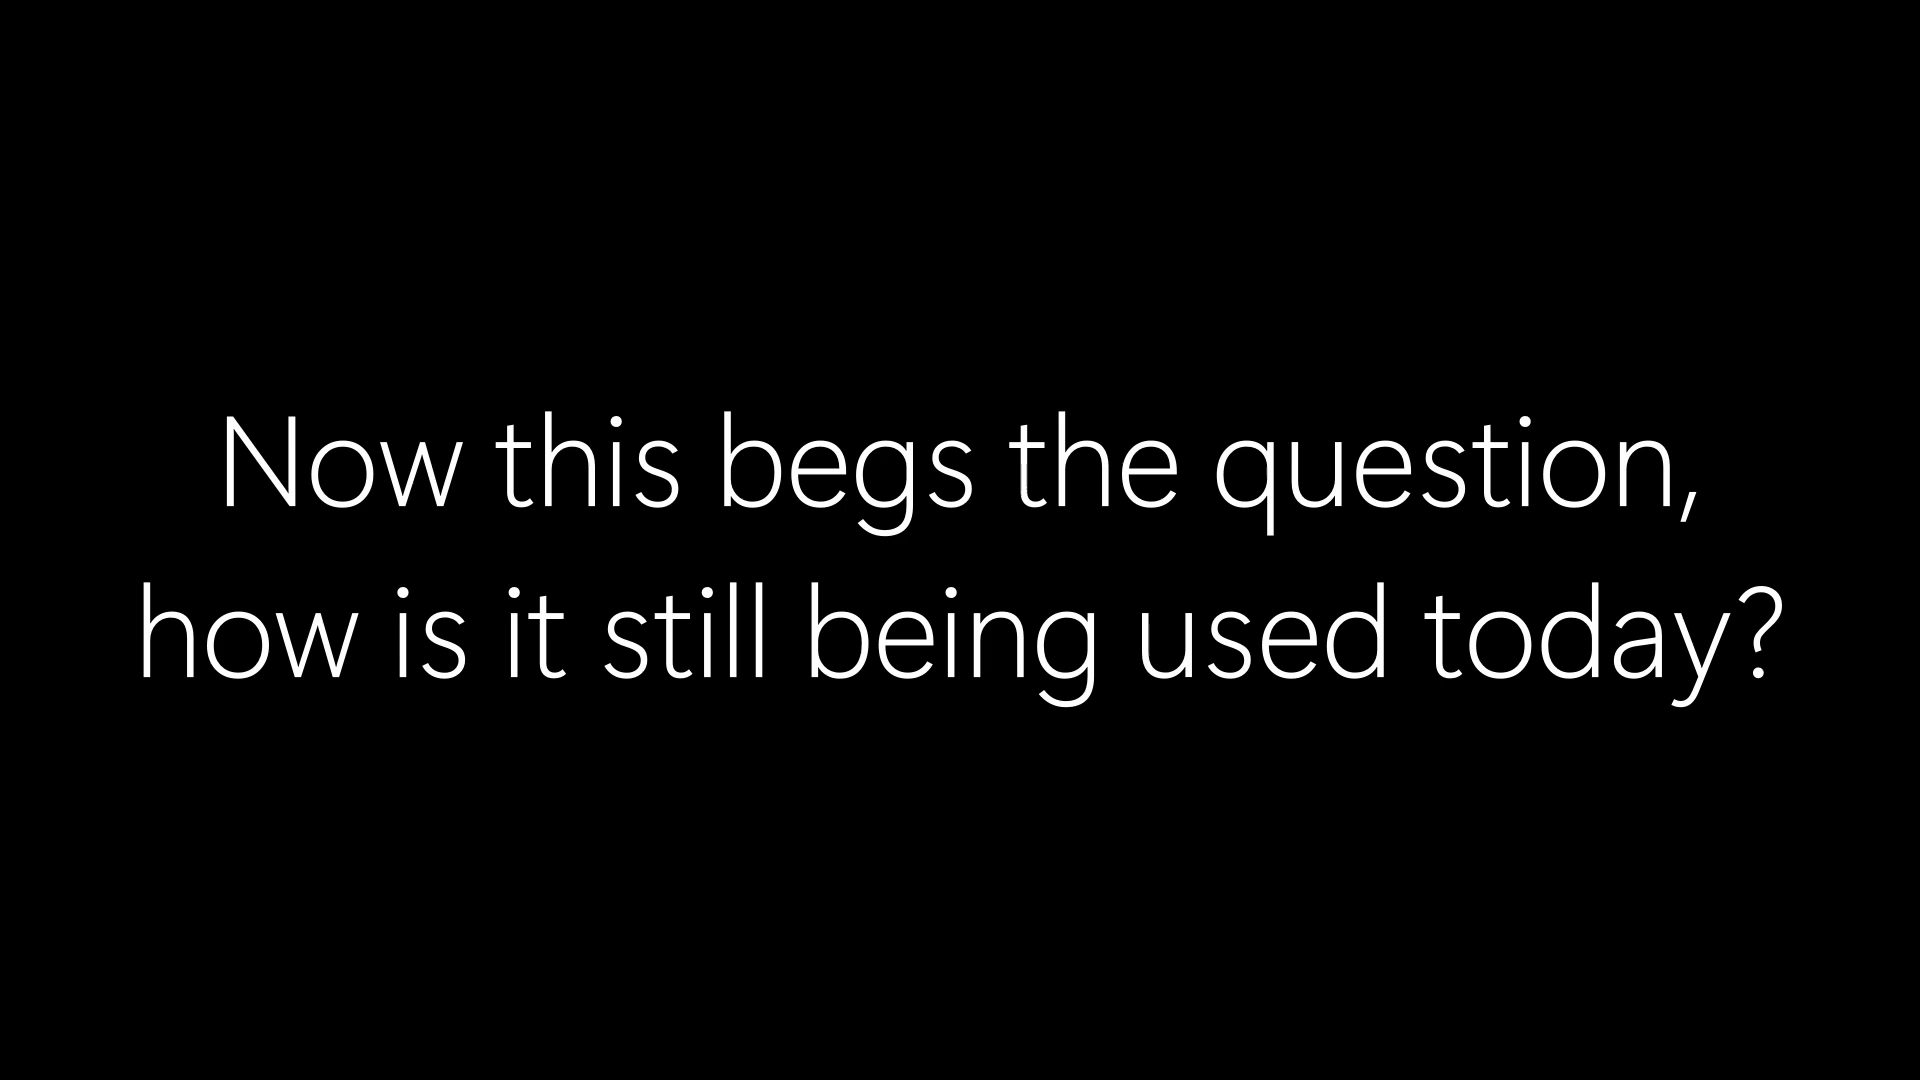 Now this begs the question,
how is it still being used today?